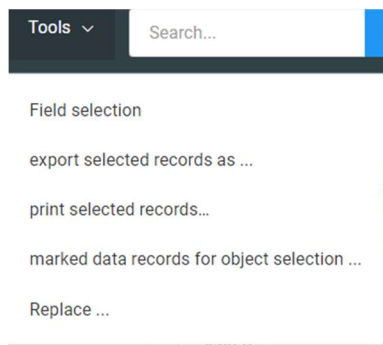 Tools
Search...
Field selection
export selected records as ...
print selected records...
marked data records for object selection ...
Replace ...